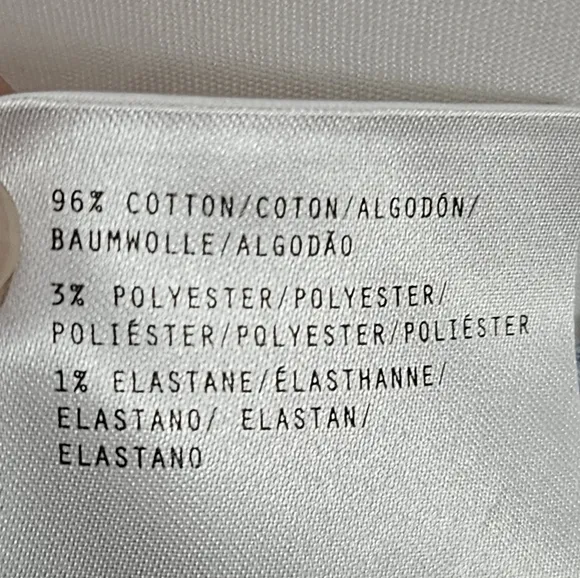 96% COTTON/COTON/ALGODÓN/
BAUMWOLLE/ALGODÃO
3% POLYESTER/POLYESTER/
POLIÉSTER/POLYESTER/POLIÉSTER
1% ELASTANE/ÉLASTHANNE/
ELASTANO/ ELASTAN/
ELASTANO